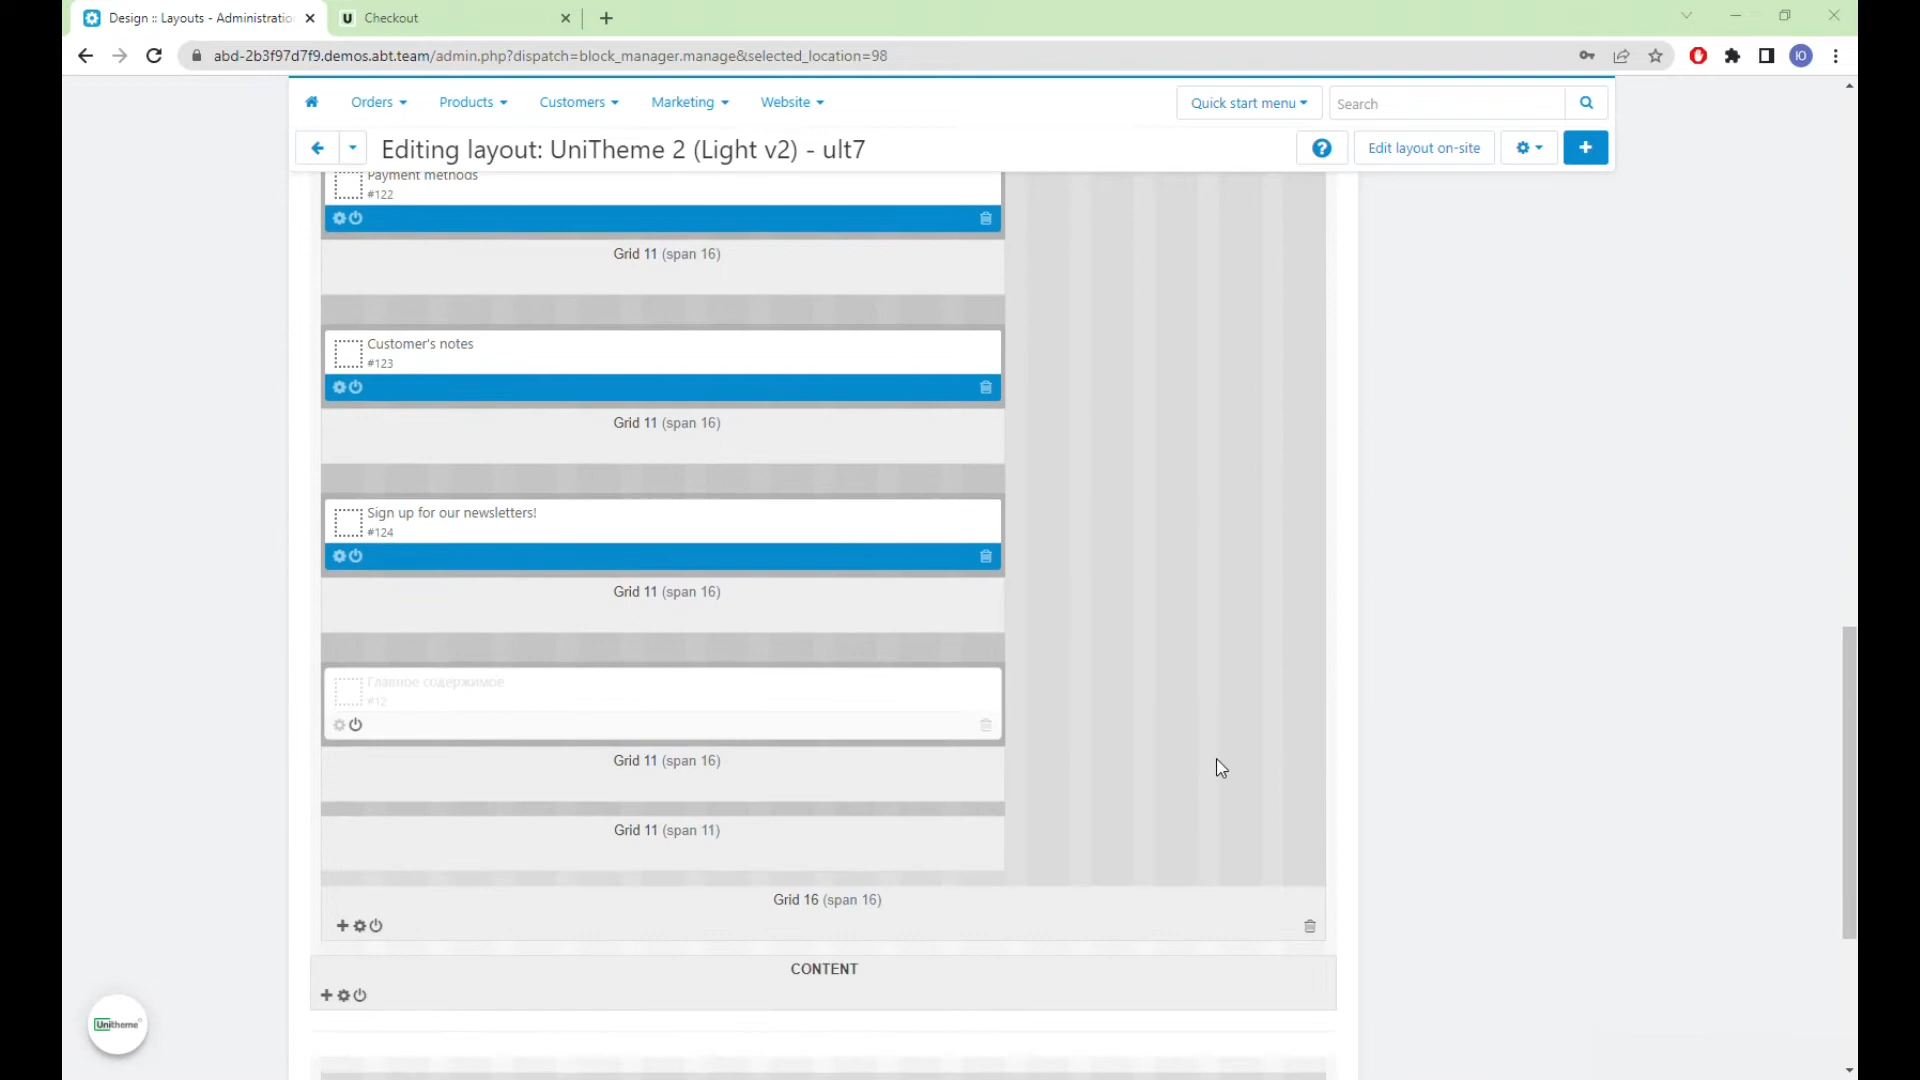 Design :: Layouts - Administratio
Checkout
abd-2b3f97d7f9.demos.abt.team/admin.php?dispatch=block_manager.manage&selected_location=98
Ю
Orders
Products
Customers
Marketing
Website
Quick start menu
Search
Editing layout: UniTheme 2 (Light v2) - ult7
Edit layout on-site
Payment methods
#122
Grid 11 (span 16)
Customer's notes
#123
Grid 11 (span 16)
Sign up for our newsletters!
#124
Grid 11 (span 16)
Главное содержимое
#12
Grid 11 (span 16)
Grid 11 (span 11)
Grid 16 (span 16)
CONTENT
Unitheme